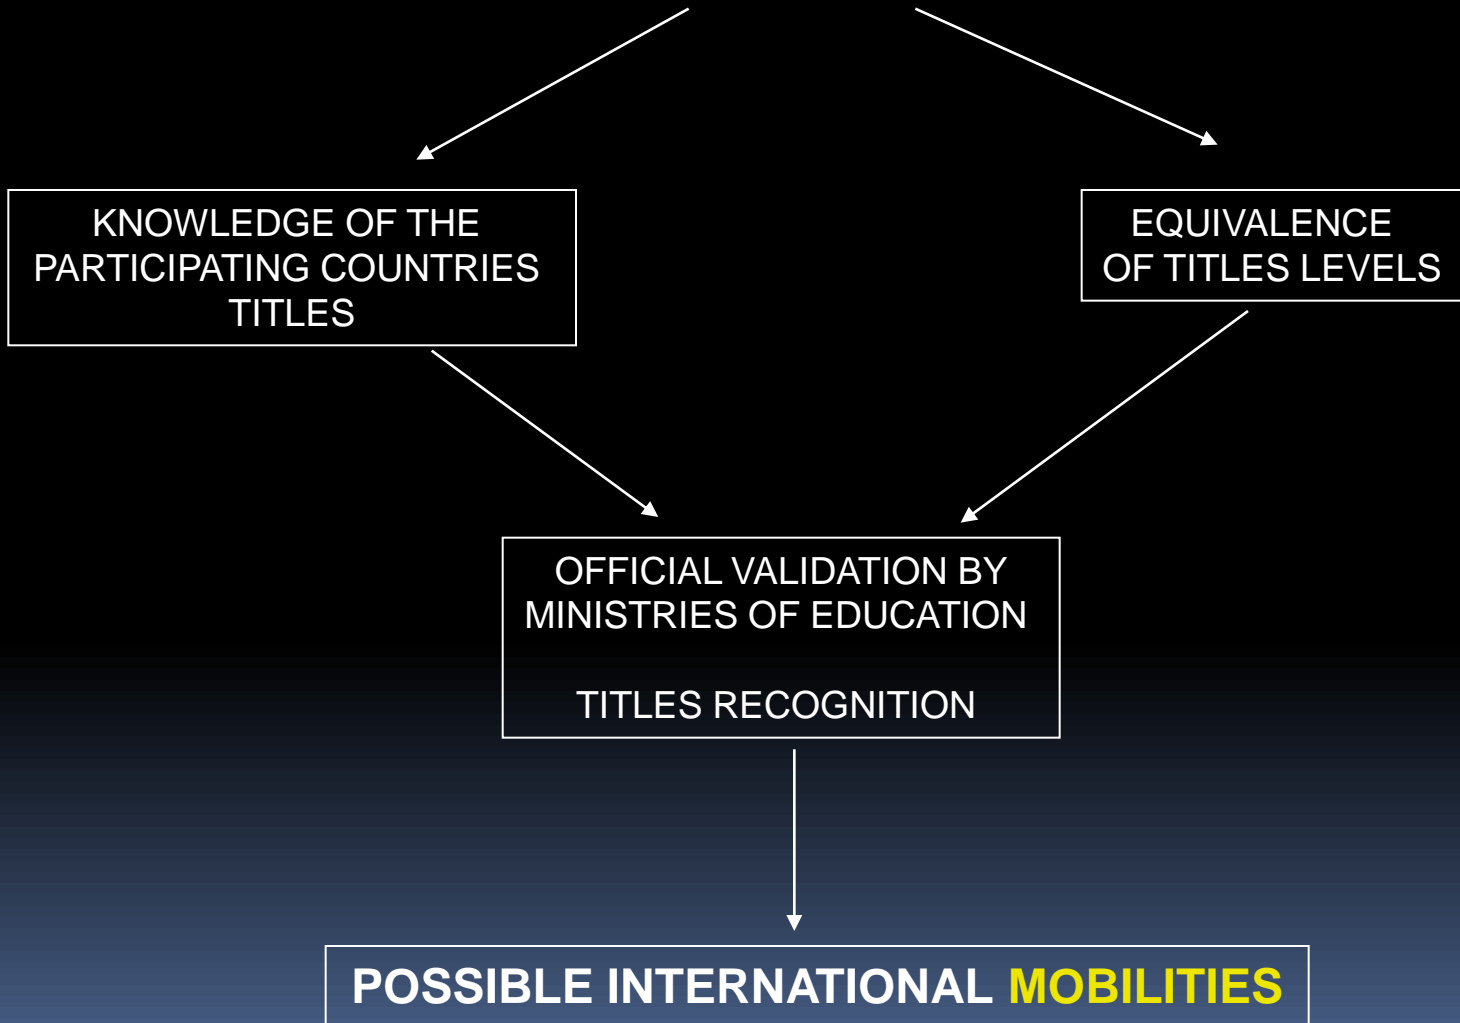 KNOWLEDGE OF THE
PARTICIPATING COUNTRIES
TITLES
EQUIVALENCE
OF TITLES LEVELS
OFFICIAL VALIDATION BY
MINISTRIES OF EDUCATION
TITLES RECOGNITION
POSSIBLE INTERNATIONAL MOBILITIES